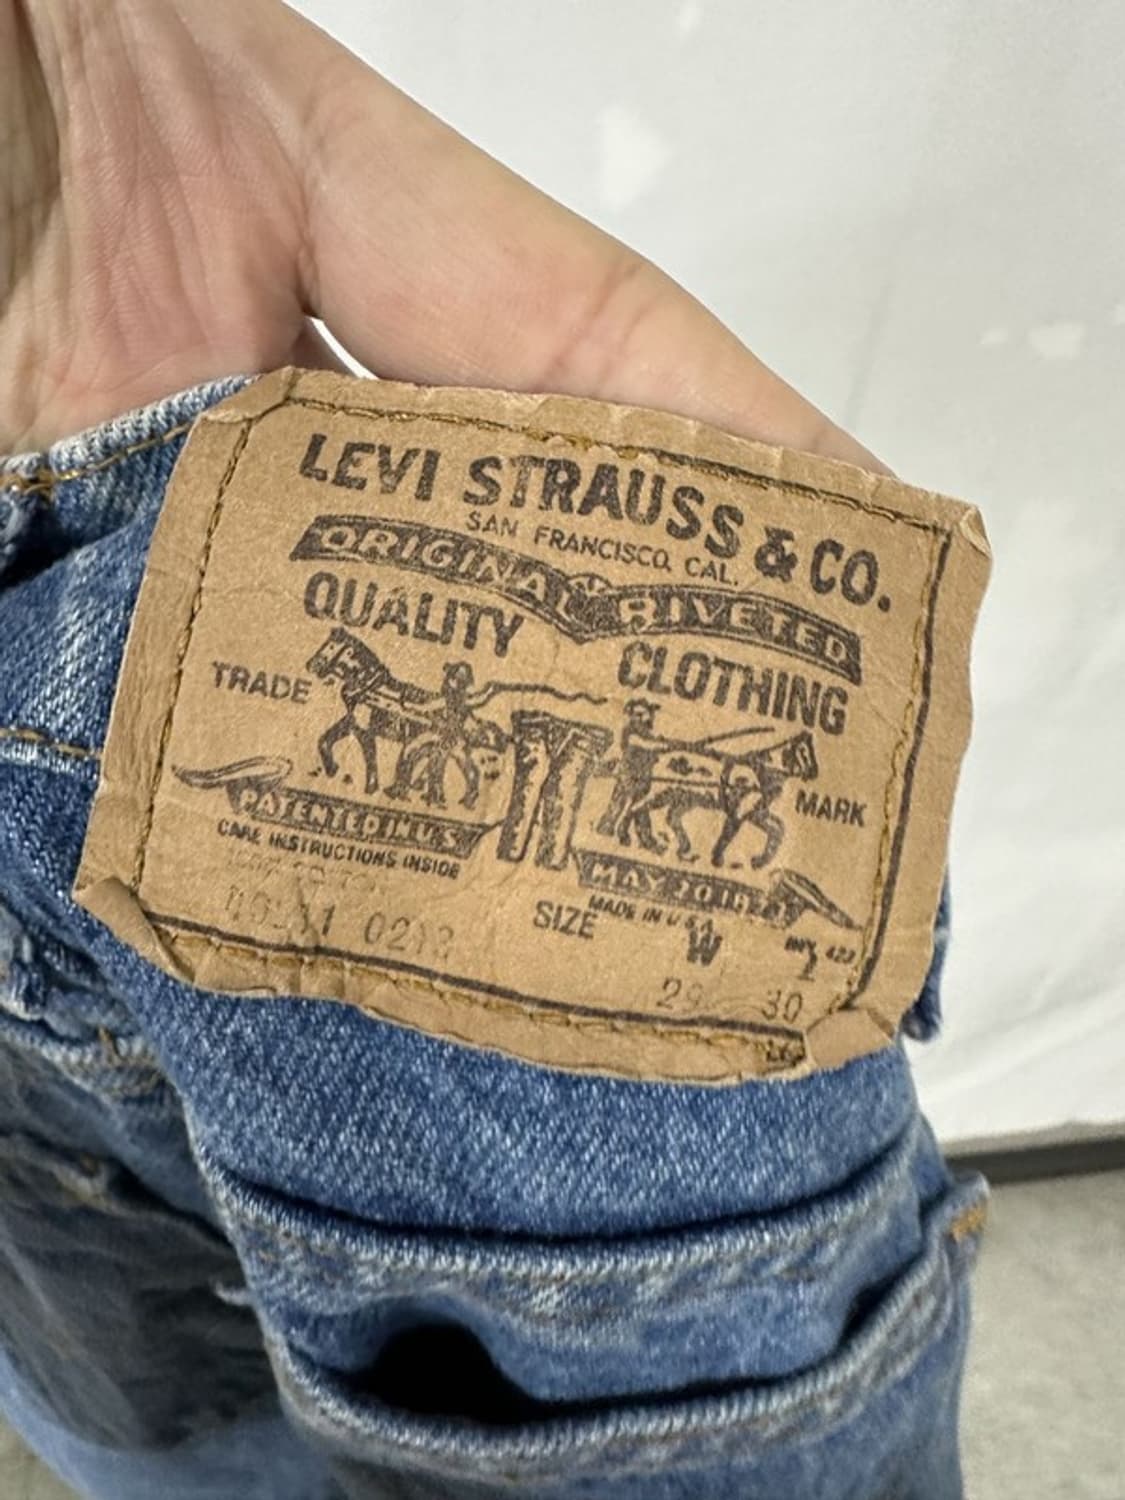 LEVI STRAUSS & CO.
SAN FRANCISCO, CAL.
ORIGINAL RIVETED
QUALITY CLOTHING
TRADE MARK
PATENTED IN U.S.
MAY 20 1873
CARE INSTRUCTIONS INSIDE
MADE IN U.S.A.
SIZE W L
29 30